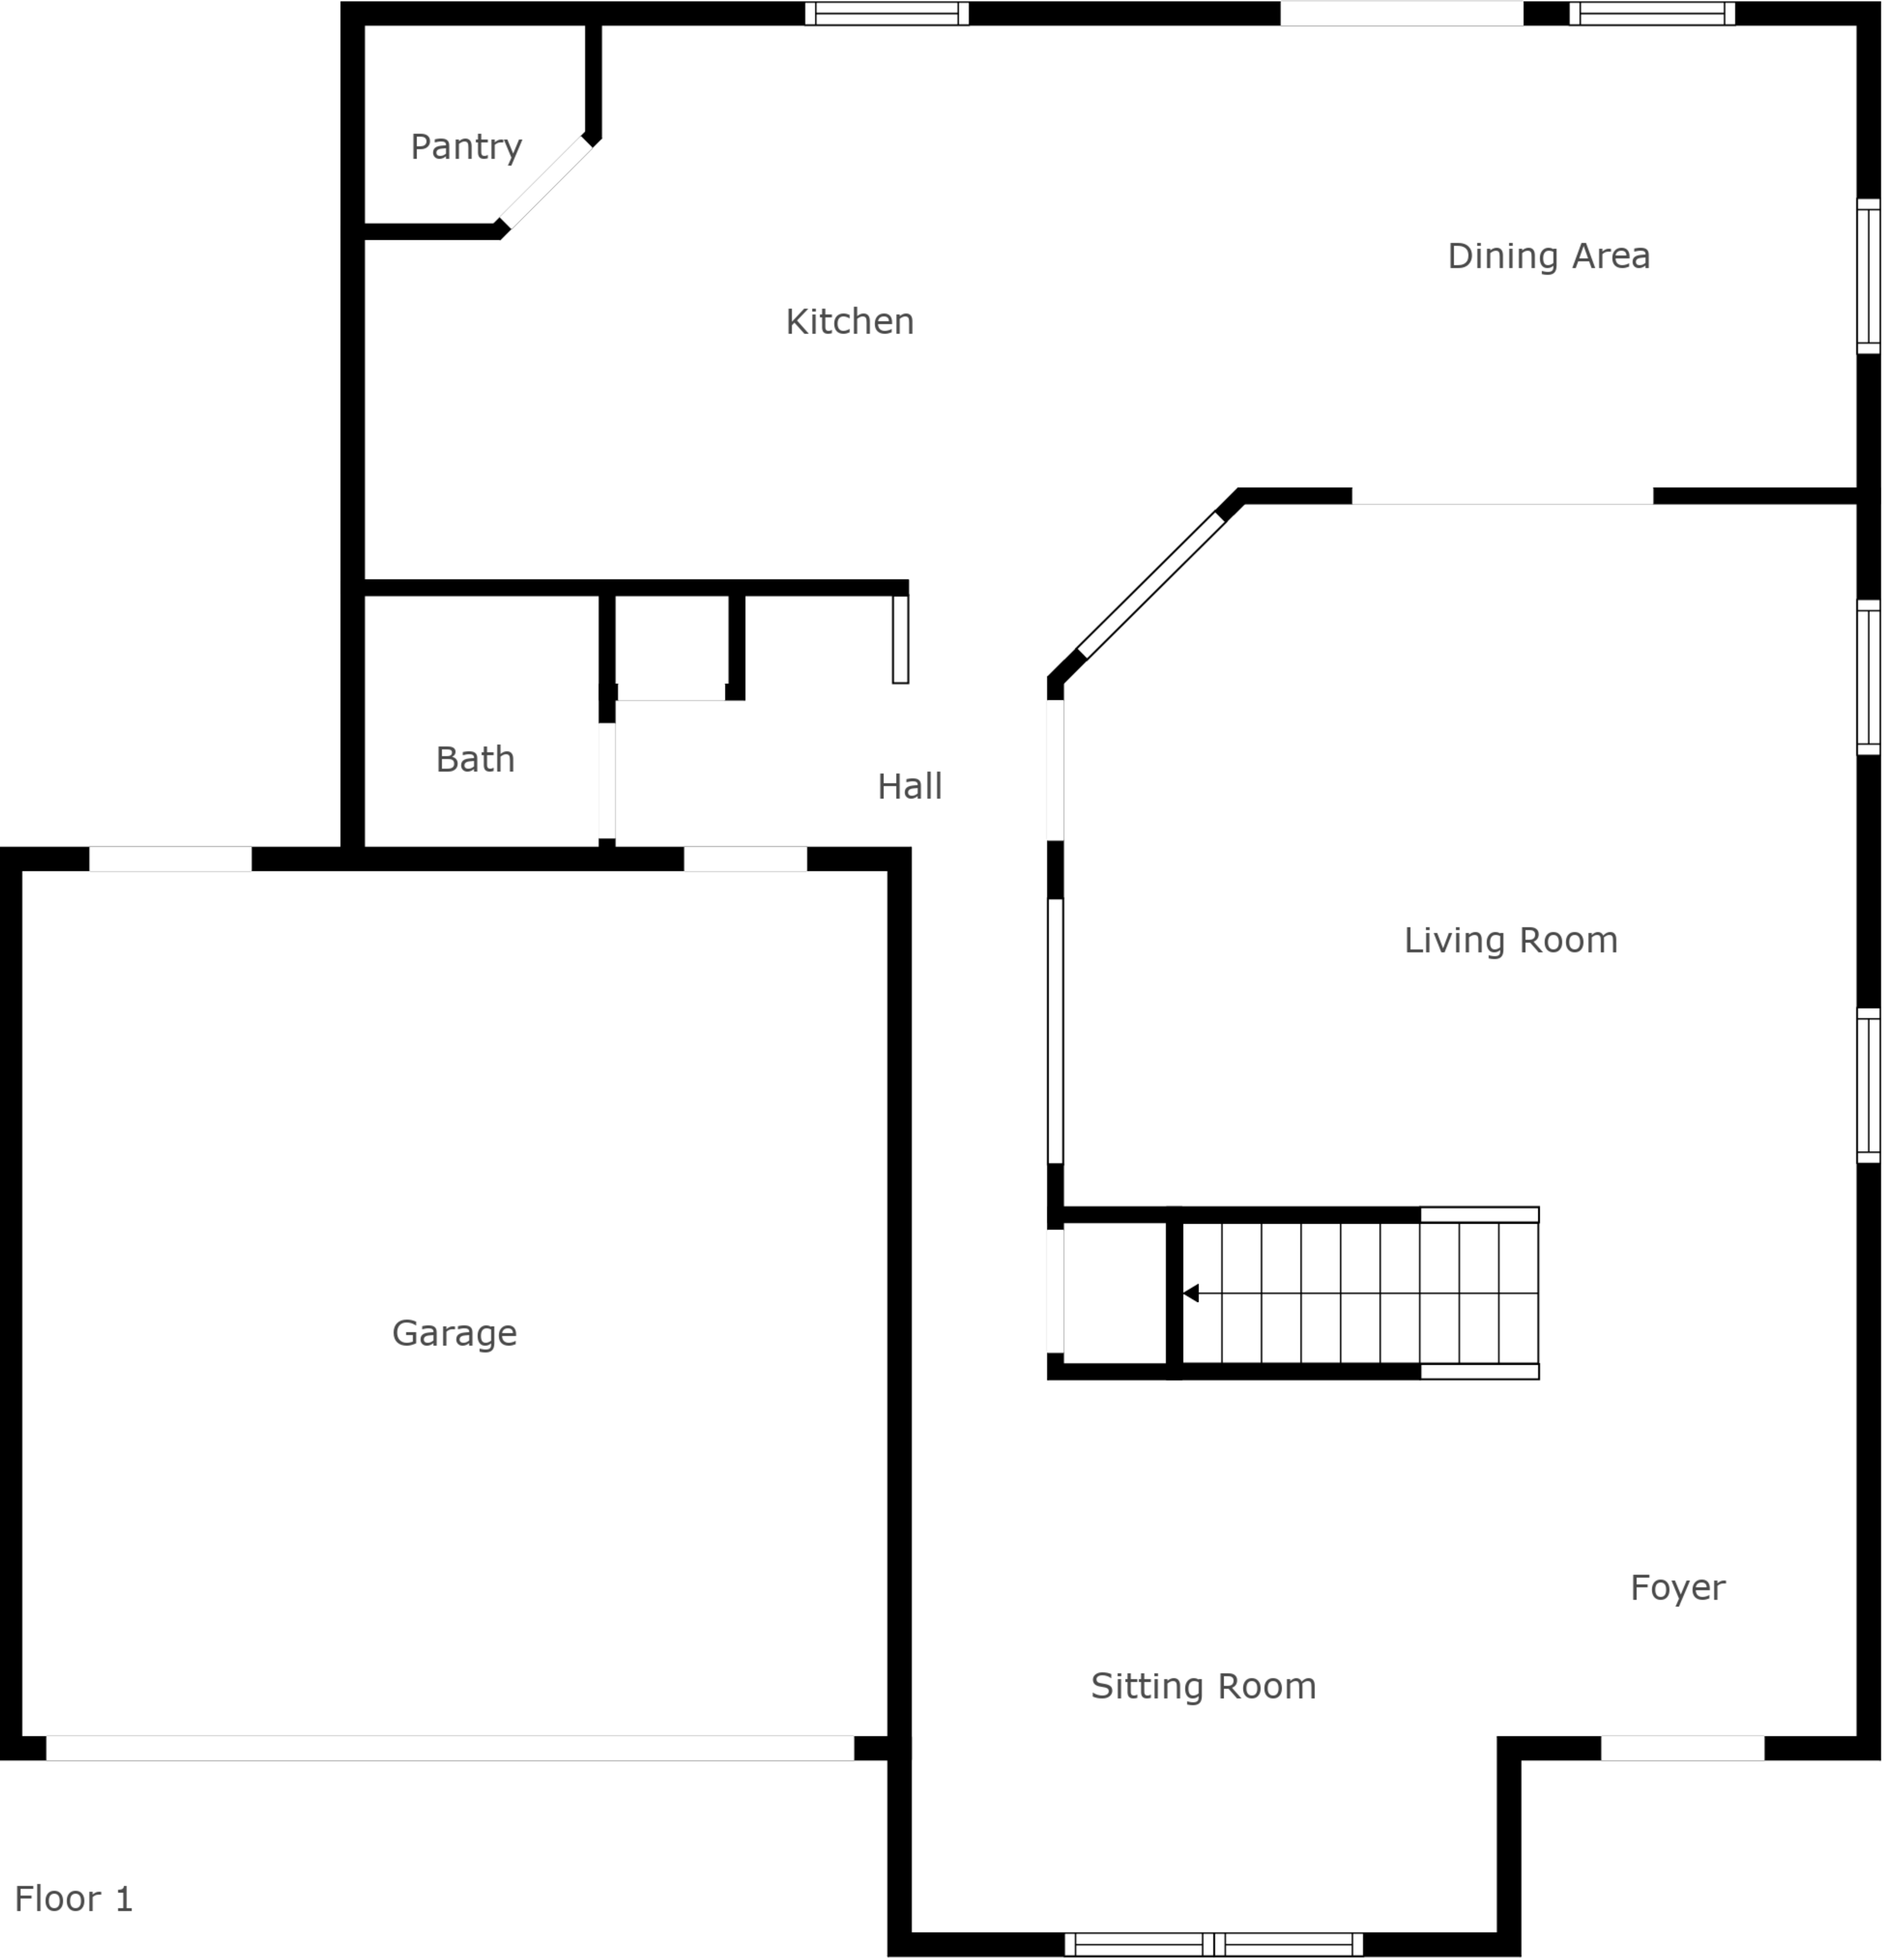 Pantry
Dining Area
Kitchen
Bath
Hall
Living Room
Garage
Foyer
Sitting Room
Floor 1